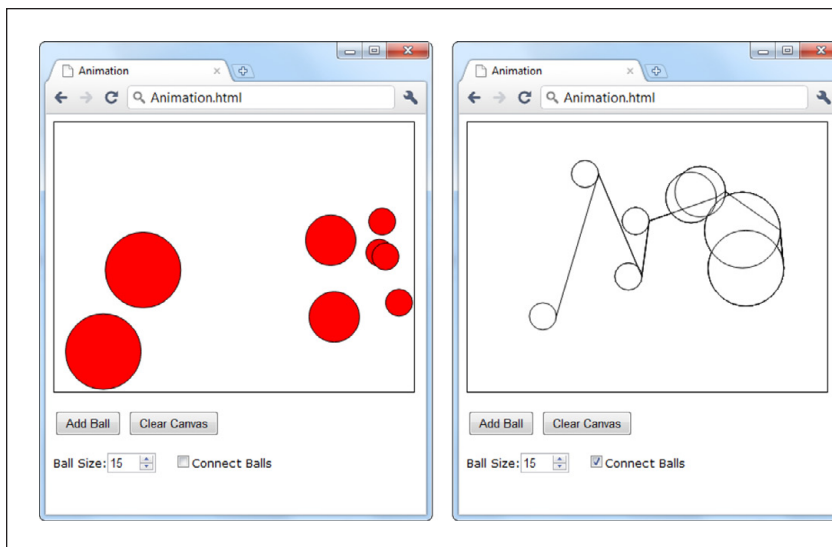 Animation
Animation.html
Add Ball Clear Canvas
Ball Size: 15 Connect Balls
Animation
Animation.html
Add Ball Clear Canvas
Ball Size: 15 Connect Balls